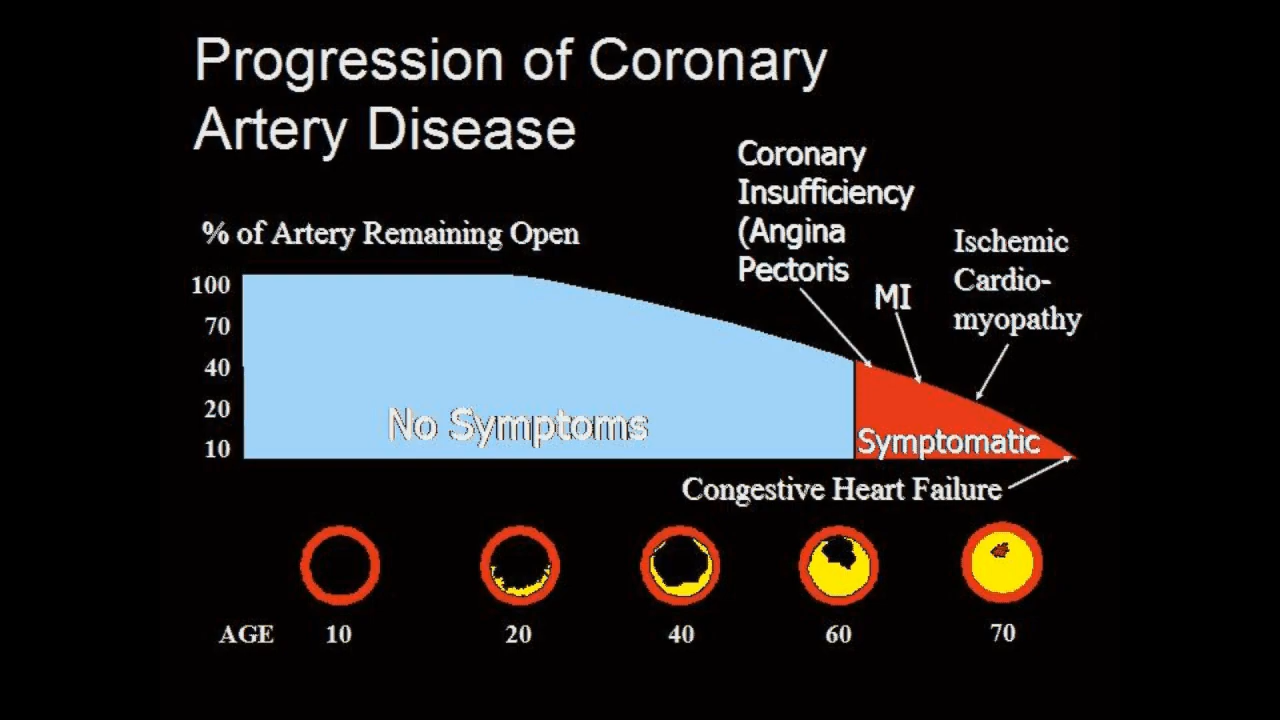 Progression of Coronary
Artery Disease
Coronary
Insufficiency
(Angina
Pectoris
MI
Ischemic
Cardio-
myopathy
% of Artery Remaining Open
100
70
40
20
10
No Symptoms
Symptomatic
Congestive Heart Failure
AGE 10 20 40 60 70